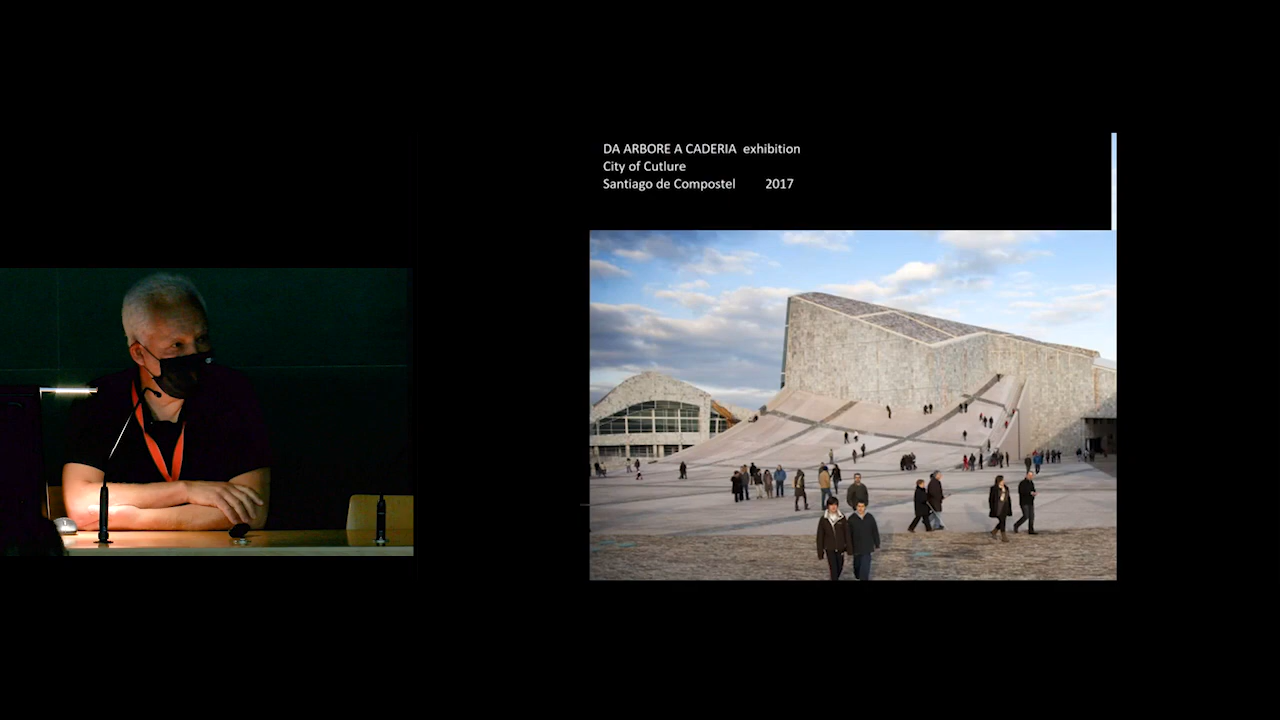 DA ARBORE A CADERIA exhibition
City of Cutlure
Santiago de Compostel 2017